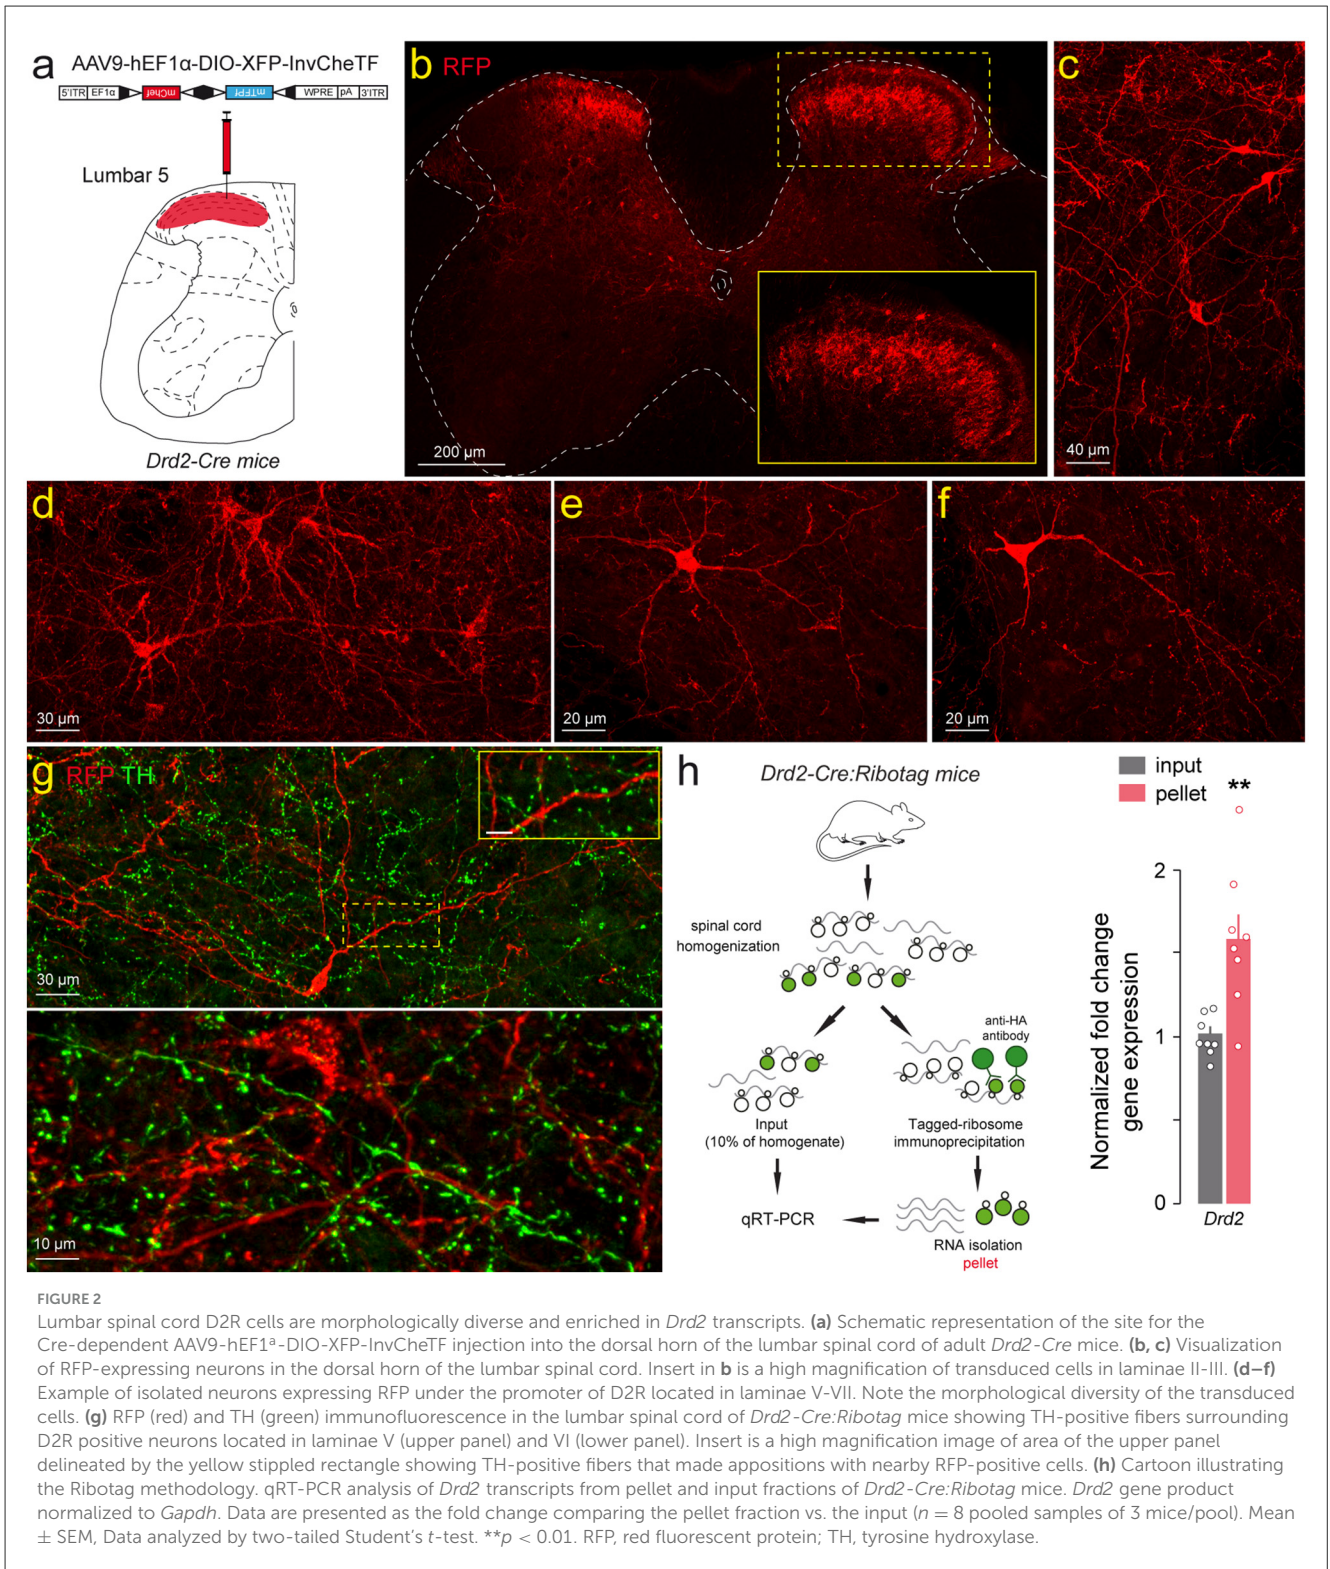 a
AAV9-hEF1α-DIO-XFP-InvCheTF
5'ITR EF1α mChef mTFPf WPRE pA 3'ITR
Lumbar 5
Drd2-Cre mice
b RFP
200 µm
c
40 µm
d
30 µm
e
20 µm
f
20 µm
g RFP TH
30 µm
10 µm
h
Drd2-Cre:Ribotag mice
spinal cord
homogenization
anti-HA
antibody
Input
(10% of homogenate)
Tagged-ribosome
immunoprecipitation
qRT-PCR
RNA isolation
pellet
input
pellet
**
Normalized fold change
gene expression
2
1
0
Drd2
FIGURE 2
Lumbar spinal cord D2R cells are morphologically diverse and enriched in Drd2 transcripts. (a) Schematic representation of the site for the
Cre-dependent AAV9-hEF1ª-DIO-XFP-InvCheTF injection into the dorsal horn of the lumbar spinal cord of adult Drd2-Cre mice. (b, c) Visualization
of RFP-expressing neurons in the dorsal horn of the lumbar spinal cord. Insert in b is a high magnification of transduced cells in laminae II-III. (d–f)
Example of isolated neurons expressing RFP under the promoter of D2R located in laminae V-VII. Note the morphological diversity of the transduced
cells. (g) RFP (red) and TH (green) immunofluorescence in the lumbar spinal cord of Drd2-Cre:Ribotag mice showing TH-positive fibers surrounding
D2R positive neurons located in laminae V (upper panel) and VI (lower panel). Insert is a high magnification image of area of the upper panel
delineated by the yellow stippled rectangle showing TH-positive fibers that made appositions with nearby RFP-positive cells. (h) Cartoon illustrating
the Ribotag methodology. qRT-PCR analysis of Drd2 transcripts from pellet and input fractions of Drd2-Cre:Ribotag mice. Drd2 gene product
normalized to Gapdh. Data are presented as the fold change comparing the pellet fraction vs. the input (n = 8 pooled samples of 3 mice/pool). Mean
± SEM, Data analyzed by two-tailed Student's t-test. **p < 0.01. RFP, red fluorescent protein; TH, tyrosine hydroxylase.